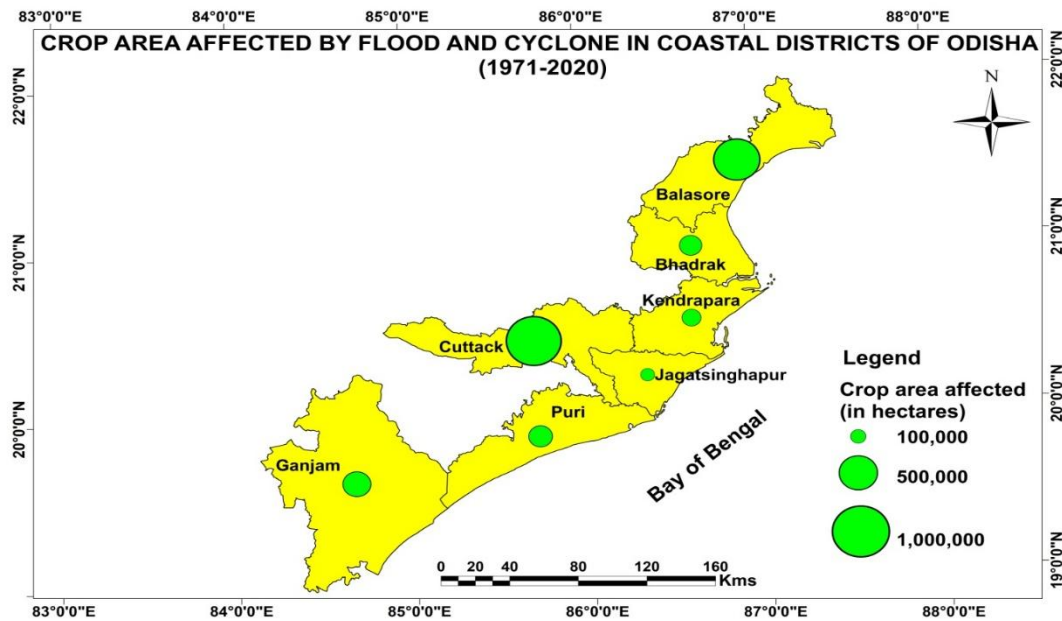 83°0'0"E 84°0'0"E 85°0'0"E 86°0'0"E 87°0'0"E 88°0'0"E
CROP AREA AFFECTED BY FLOOD AND CYCLONE IN COASTAL DISTRICTS OF ODISHA
(1971-2020)
N
22°0'0"N 22°0'0"N
Balasore
21°0'0"N 21°0'0"N
Bhadrak
Kendrapara
Cuttack
Jagatsinghapur
Legend
Crop area affected
(in hectares)
100,000
500,000
1,000,000
20°0'0"N 20°0'0"N
Puri
Ganjam
Bay of Bengal
19°0'0"N 19°0'0"N
0 20 40 80 120 160
Kms
83°0'0"E 84°0'0"E 85°0'0"E 86°0'0"E 87°0'0"E 88°0'0"E